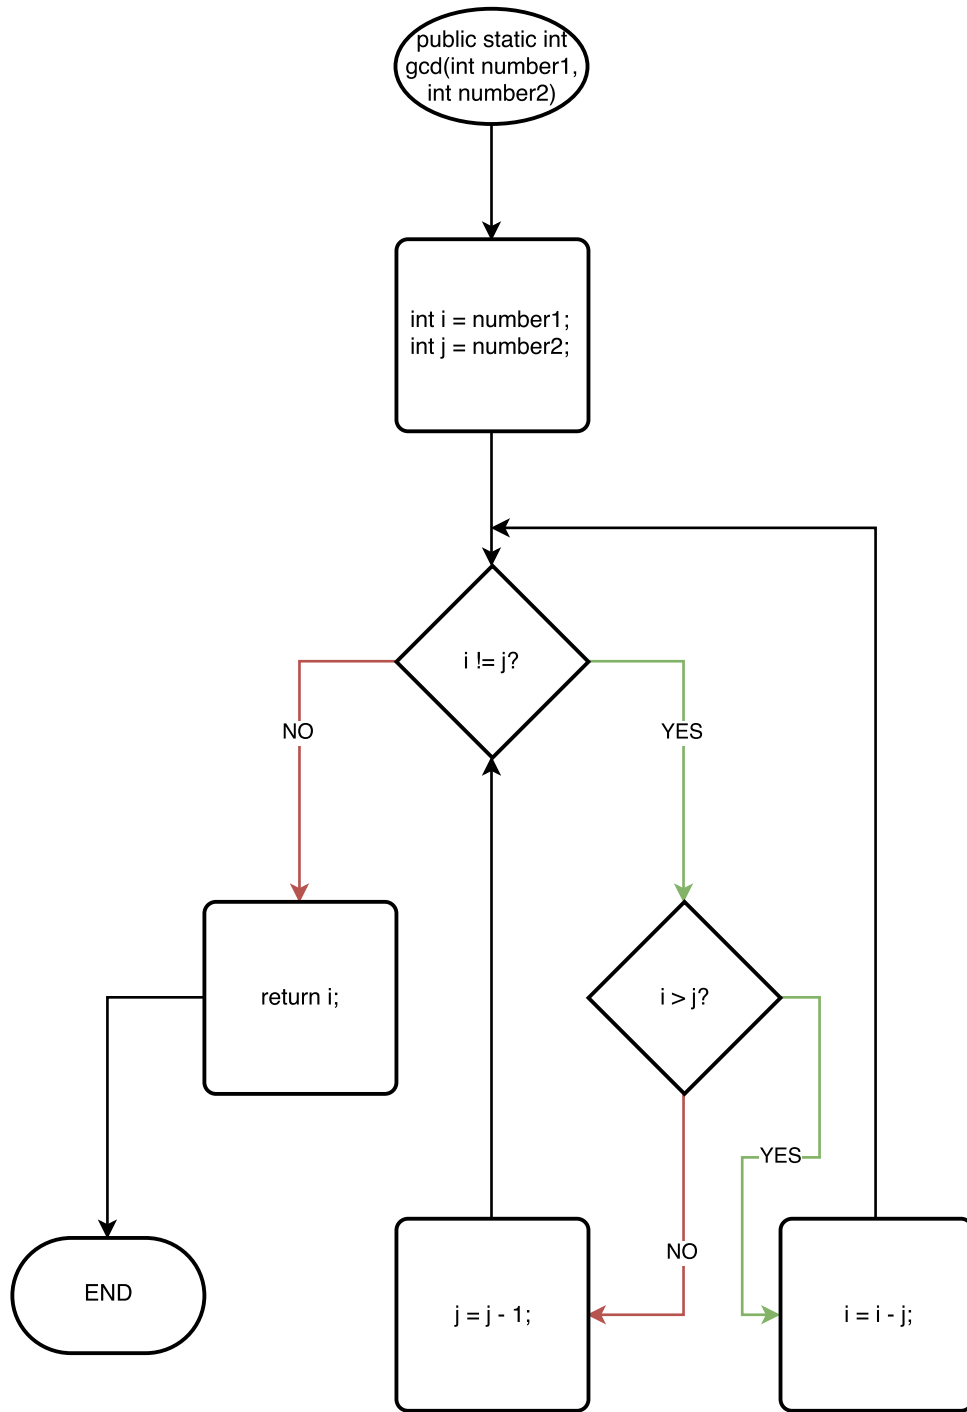 public static int
gcd(int number1,
int number2)
int i = number1;
int j = number2;
i != j?
NO
YES
return i;
i > j?
YES
NO
END
j = j - 1;
i = i - j;